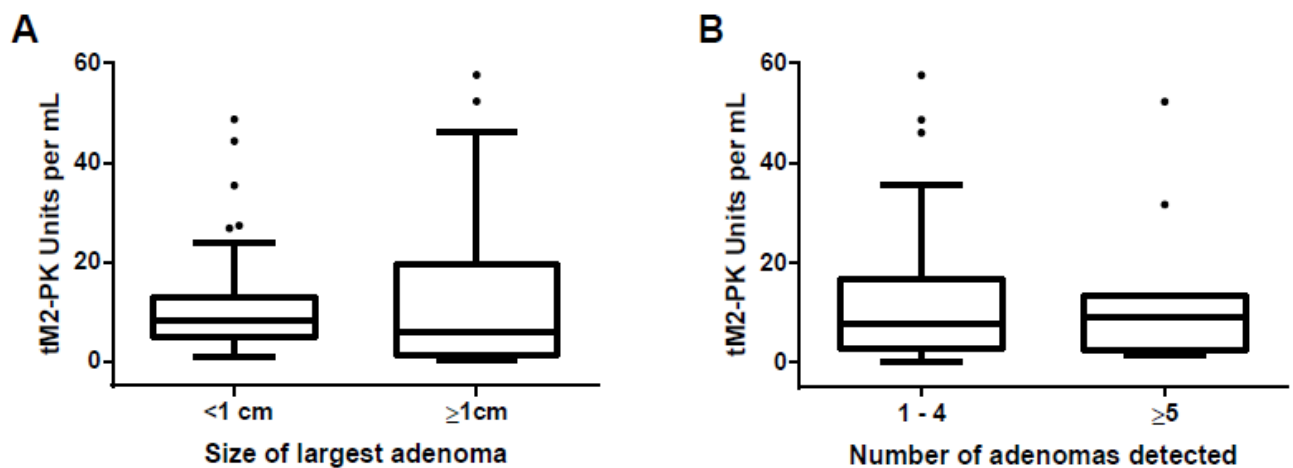 A
tM2-PK Units per mL
60
40
20
0
<1 cm
≥1cm
Size of largest adenoma
B
tM2-PK Units per mL
60
40
20
0
1 - 4
≥5
Number of adenomas detected